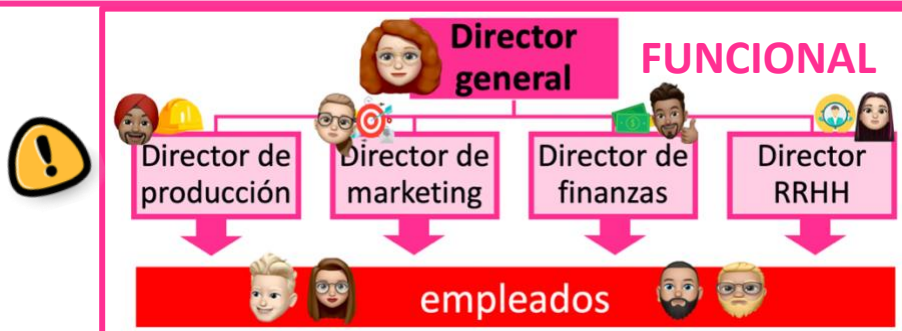 Director
general
FUNCIONAL
Director de
producción
Director de
marketing
Director de
finanzas
Director
RRHH
empleados